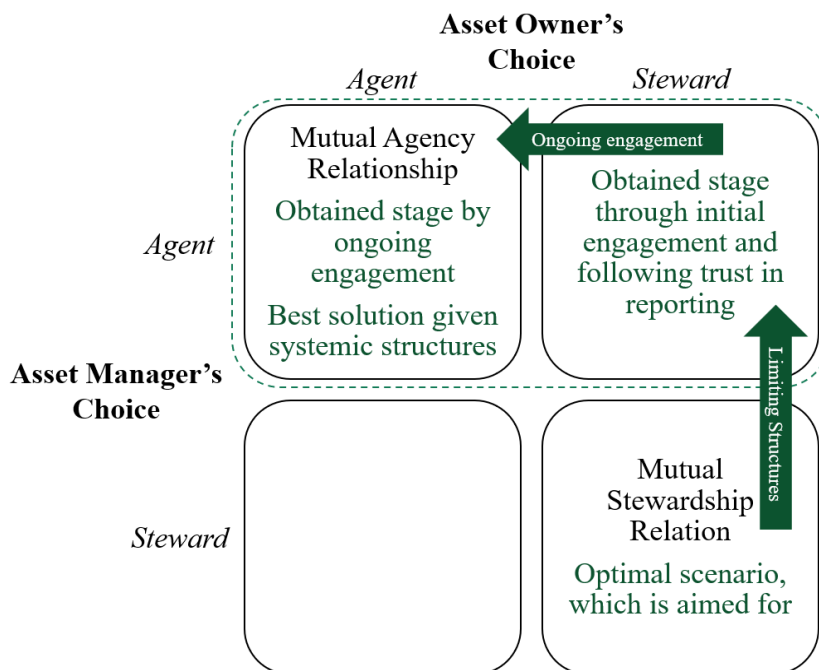 Asset Owner's
Choice
Agent
Steward
Mutual Agency
Relationship
Obtained stage by
ongoing
engagement
Best solution given
systemic structures
Ongoing engagement
Obtained stage
through initial
engagement and
following trust in
reporting
Agent
Asset Manager's
Choice
Limiting Structures
Steward
Mutual
Stewardship
Relation
Optimal scenario,
which is aimed for